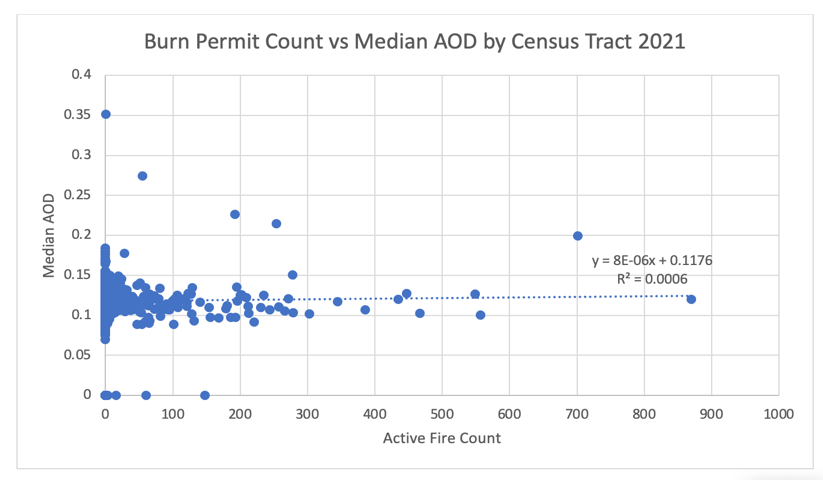 Burn Permit Count vs Median AOD by Census Tract 2021
0.4
0.35
0.3
0.25
0.2
0.15
0.1
0.05
0
Median AOD
y = 8E-06x + 0.1176
R² = 0.0006
0 100 200 300 400 500 600 700 800 900 1000
Active Fire Count